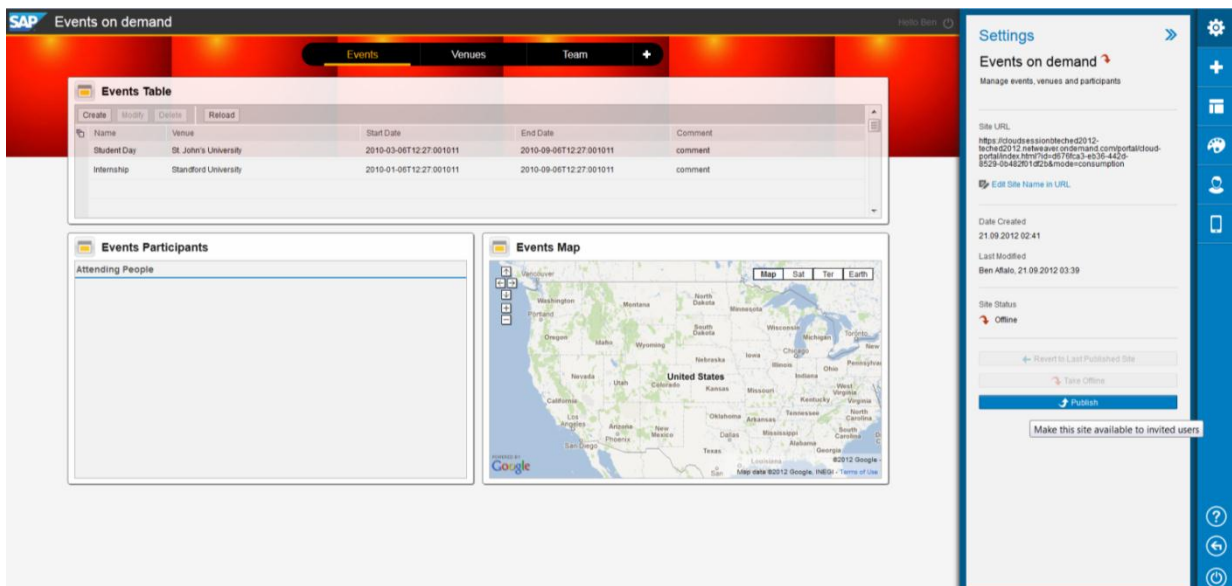 SAP Events on demand
Hello Ben
Events Venues Team
Events Table
Create Modify Delete Reload
Name Venue Start Date End Date Comment
Student Day St. John's University 2010-03-06T12:27:001011 2010-09-06T12:27:001011 comment
Internship Standford University 2010-01-06T12:27:001011 2010-09-06T12:27:001011 comment
Events Participants
Attending People
Events Map
Map Sat Ter Earth
Vancouver
Washington
Montana
North
Dakota
Minnesota
Portland
Oregon
Idaho
Wyoming
South
Dakota
Wisconsin
Michigan
Toronto
New
Chicago
Iowa
Nebraska
Illinois
Indiana
Ohio
Pennsylvan
Nevada
Utah
United States
Colorado
Kansas
Missouri
West
Virginia
Kentucky
Virginia
California
Los
Angeles
San Diego
Arizona
Phoenix
New
Mexico
Oklahoma
Arkansas
Tennessee
North
Carolina
South
Carolina
Dallas
Mississippi
Alabama
Georgia
Texas
Louisiana
San
POWERED BY
Google
©2012 Google -
Map data ©2012 Google, INEGI - Terms of Use
Settings
Events on demand
Manage events, venues and participants
Site URL
https://cloudsessionbteched2012-
teched2012.netweaver.ondemand.com/portal/cloud-
portal/index.html?id=d676fca3-eb36-442d-
8529-0b482f01df2b&mode=consumption
Edit Site Name in URL
Date Created
21.09.2012 02:41
Last Modified
Ben Aflalo, 21.09.2012 03:39
Site Status
Offline
Revert to Last Published Site
Take Offline
Publish
Make this site available to invited users